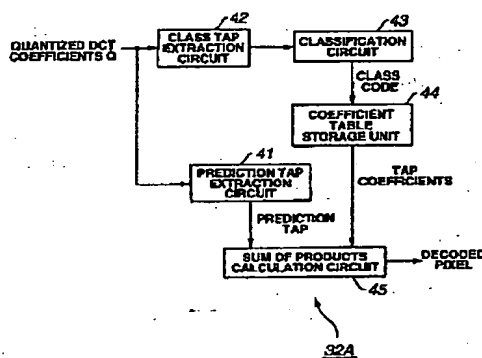 42
43
QUANTIZED DCT
COEFFICIENTS Q
CLASS TAP
EXTRACTION
CIRCUIT
CLASSIFICATION
CIRCUIT
CLASS
CODE
44
COEFFICIENT
TABLE
STORAGE UNIT
41
PREDICTION TAP
EXTRACTION
CIRCUIT
TAP
COEFFICIENTS
PREDICTION
TAP
SUM OF PRODUCTS
CALCULATION CIRCUIT
DECODED
PIXEL
45
32A